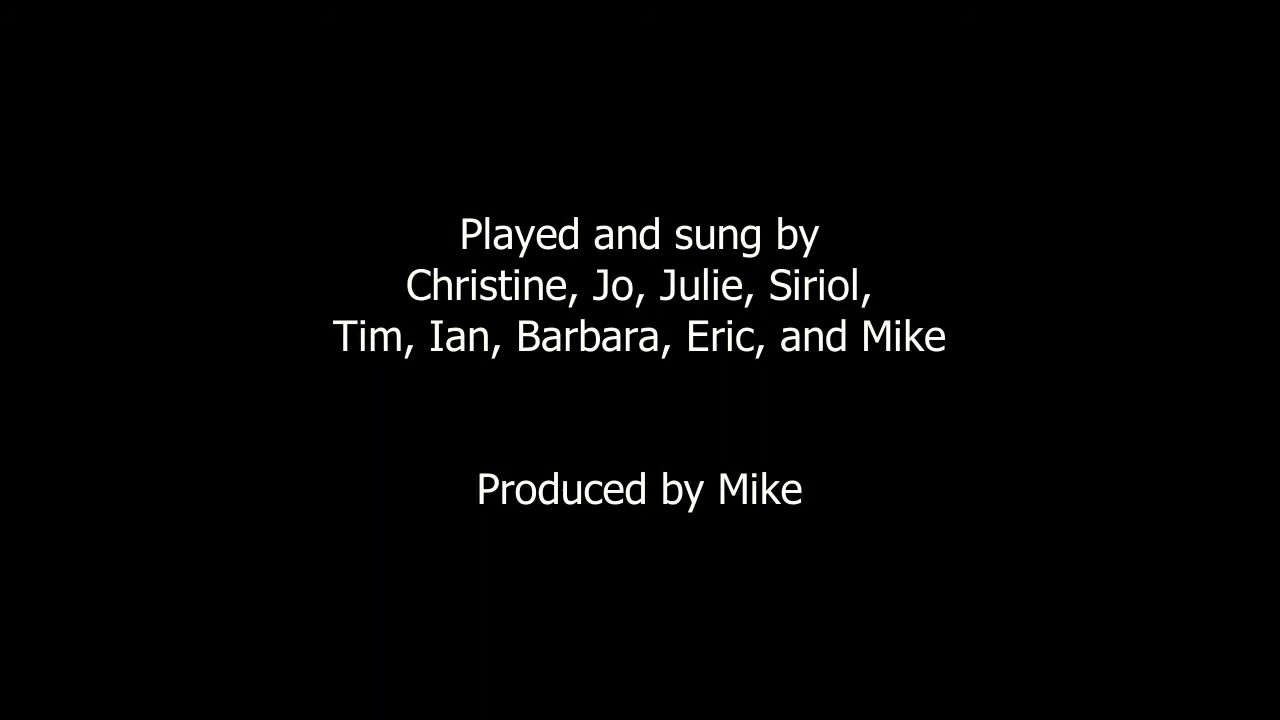 Played and sung by
Christine, Jo, Julie, Siriol,
Tim, Ian, Barbara, Eric, and Mike
Produced by Mike